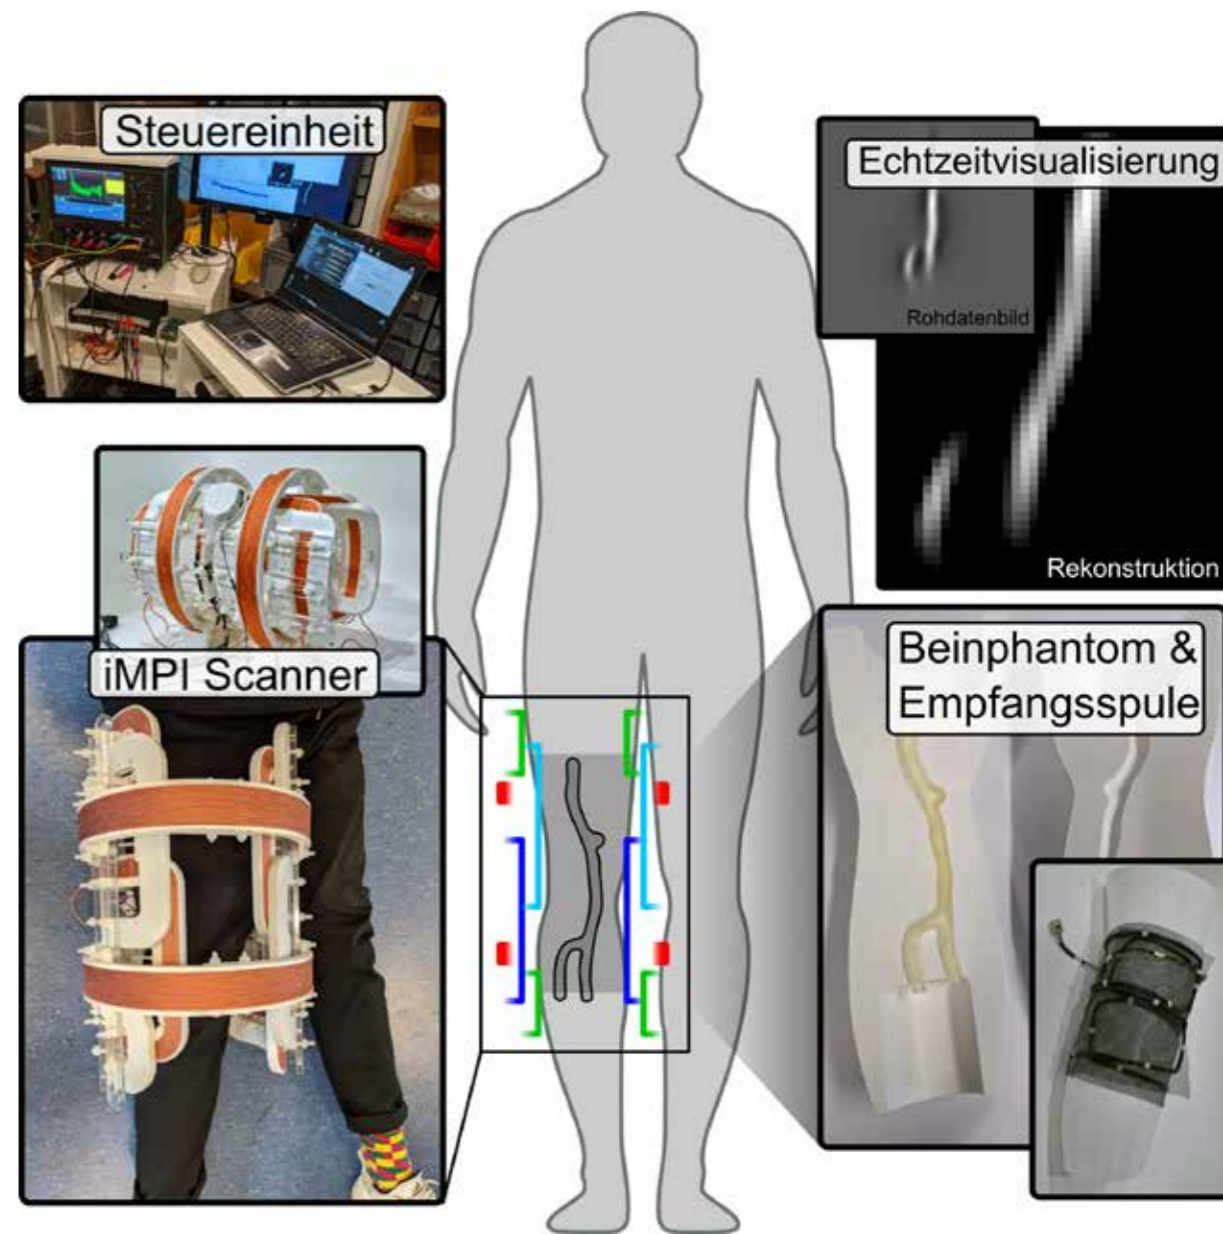 Steuereinheit
Echtzeitvisualisierung
Rohdatenbild
Rekonstruktion
iMPI Scanner
Beinphantom &
Empfangsspule